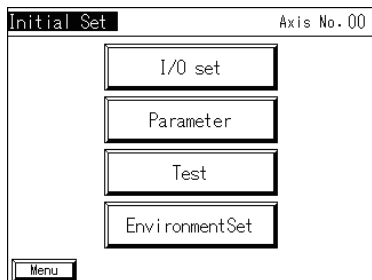 Initial Set Axis No.00
I/O set
Parameter
Test
EnvironmentSet
Menu